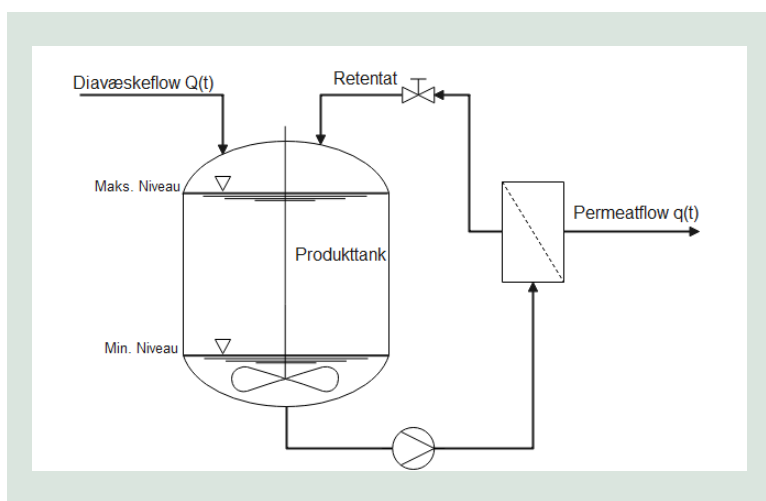 Diavæskeflow Q(t)
Retentat
Maks. Niveau
Permeatflow q(t)
Produkttank
Min. Niveau